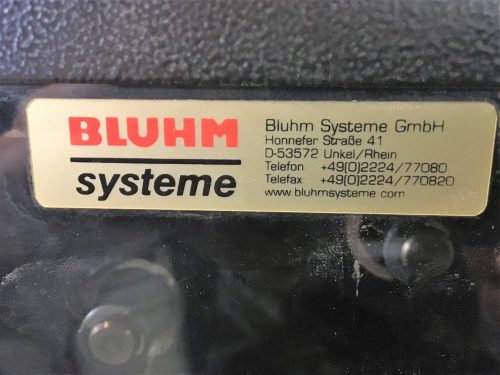 BLUHM
systeme
Bluhm Systeme GmbH
Honnefer Straße 41
D-53572 Unkel/Rhein
Telefon: +49(0)2224/77080
Telefax: +49(0)2224/770820
www.bluhmsysteme.com